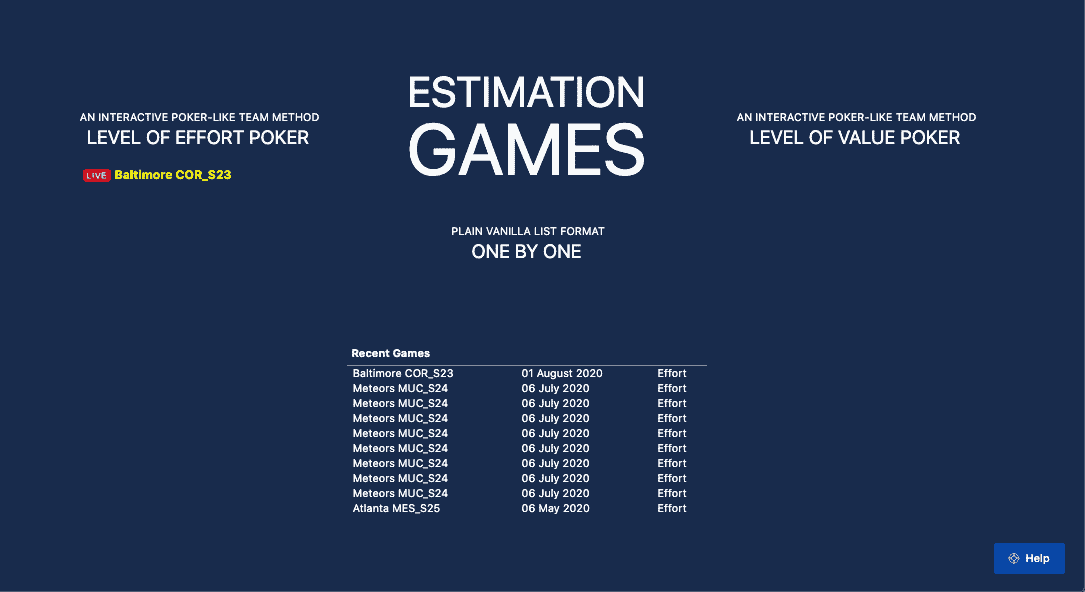 ESTIMATION
GAMES
AN INTERACTIVE POKER-LIKE TEAM METHOD
LEVEL OF EFFORT POKER
LIVE Baltimore COR_S23
AN INTERACTIVE POKER-LIKE TEAM METHOD
LEVEL OF VALUE POKER
PLAIN VANILLA LIST FORMAT
ONE BY ONE
Recent Games
Baltimore COR_S23 01 August 2020 Effort
Meteors MUC_S24 06 July 2020 Effort
Meteors MUC_S24 06 July 2020 Effort
Meteors MUC_S24 06 July 2020 Effort
Meteors MUC_S24 06 July 2020 Effort
Meteors MUC_S24 06 July 2020 Effort
Meteors MUC_S24 06 July 2020 Effort
Meteors MUC_S24 06 July 2020 Effort
Meteors MUC_S24 06 July 2020 Effort
Atlanta MES_S25 06 May 2020 Effort
Help